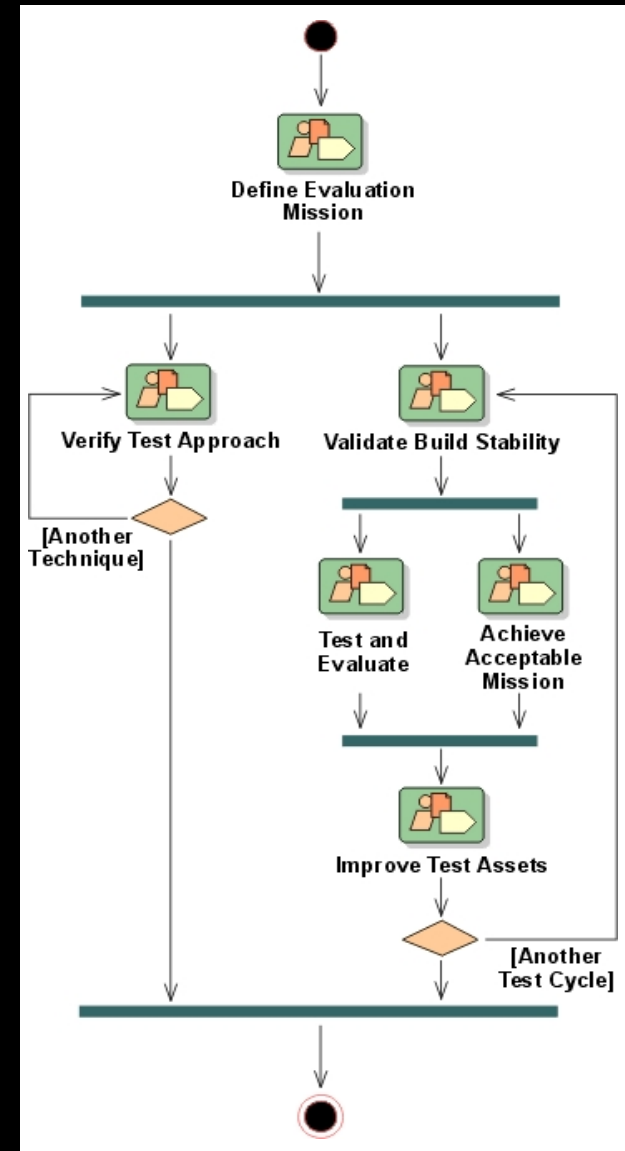 Define Evaluation
Mission
Verify Test Approach
Validate Build Stability
[Another
Technique]
Test and
Evaluate
Achieve
Acceptable
Mission
Improve Test Assets
[Another
Test Cycle]